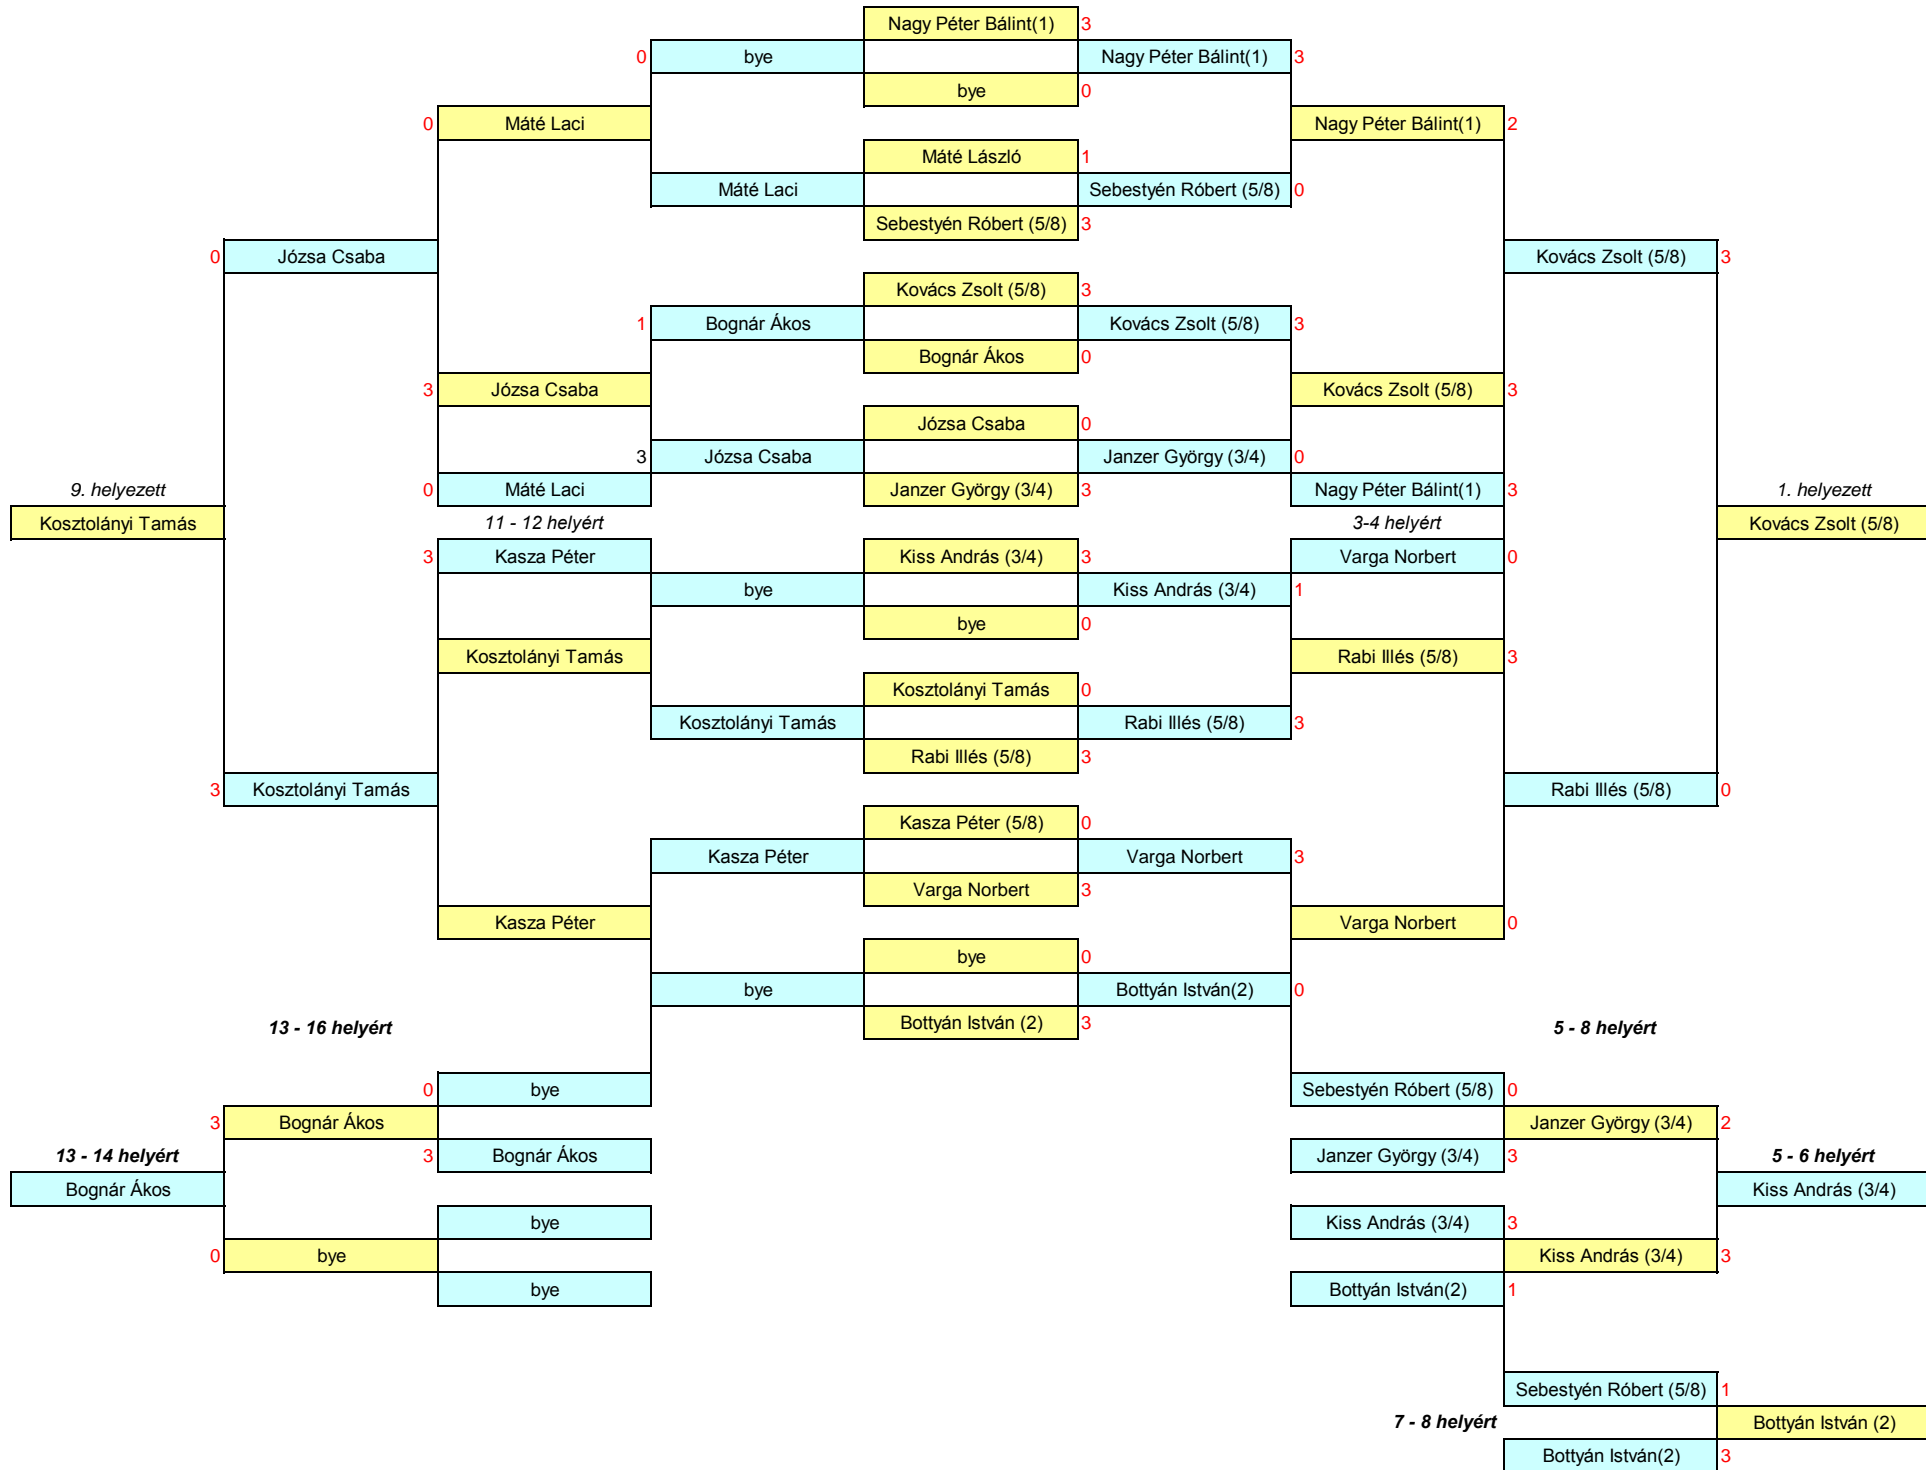 Nagy Péter Bálint(1) 3
0 bye Nagy Péter Bálint(1) 3
bye 0
0 Máté Laci Nagy Péter Bálint(1) 2
Máté László 1
Máté Laci Sebestyén Róbert (5/8) 0
Sebestyén Róbert (5/8) 3
0 Józsa Csaba Kovács Zsolt (5/8) 3
Kovács Zsolt (5/8) 3
1 Bognár Ákos Kovács Zsolt (5/8) 3
Bognár Ákos 0
3 Józsa Csaba Kovács Zsolt (5/8) 3
Józsa Csaba 0
3 Józsa Csaba Janzer György (3/4) 0
9. helyezett 0 Máté Laci Janzer György (3/4) 3 Nagy Péter Bálint(1) 3 1. helyezett
Kosztolányi Tamás 11 - 12 helyért 3-4 helyért Kovács Zsolt (5/8)
3 Kasza Péter Kiss András (3/4) 3 Varga Norbert 0
bye Kiss András (3/4) 1
bye 0
Kosztolányi Tamás Rabi Illés (5/8) 3
Kosztolányi Tamás 0
Kosztolányi Tamás Rabi Illés (5/8) 3
Rabi Illés (5/8) 3
3 Kosztolányi Tamás Rabi Illés (5/8) 0
Kasza Péter (5/8) 0
Kasza Péter Varga Norbert 3
Varga Norbert 3
Kasza Péter Varga Norbert 0
bye 0
bye Bottyán István(2) 0
13 - 16 helyért Bottyán István (2) 3 5 - 8 helyért
0 bye Sebestyén Róbert (5/8) 0
3 Bognár Ákos Janzer György (3/4) 2
13 - 14 helyért 3 Bognár Ákos Janzer György (3/4) 3 5 - 6 helyért
Bognár Ákos Kiss András (3/4)
bye Kiss András (3/4) 3
0 bye Kiss András (3/4) 3
bye Bottyán István(2) 1
Sebestyén Róbert (5/8) 1
7 - 8 helyért Bottyán István (2)
Bottyán István(2) 3